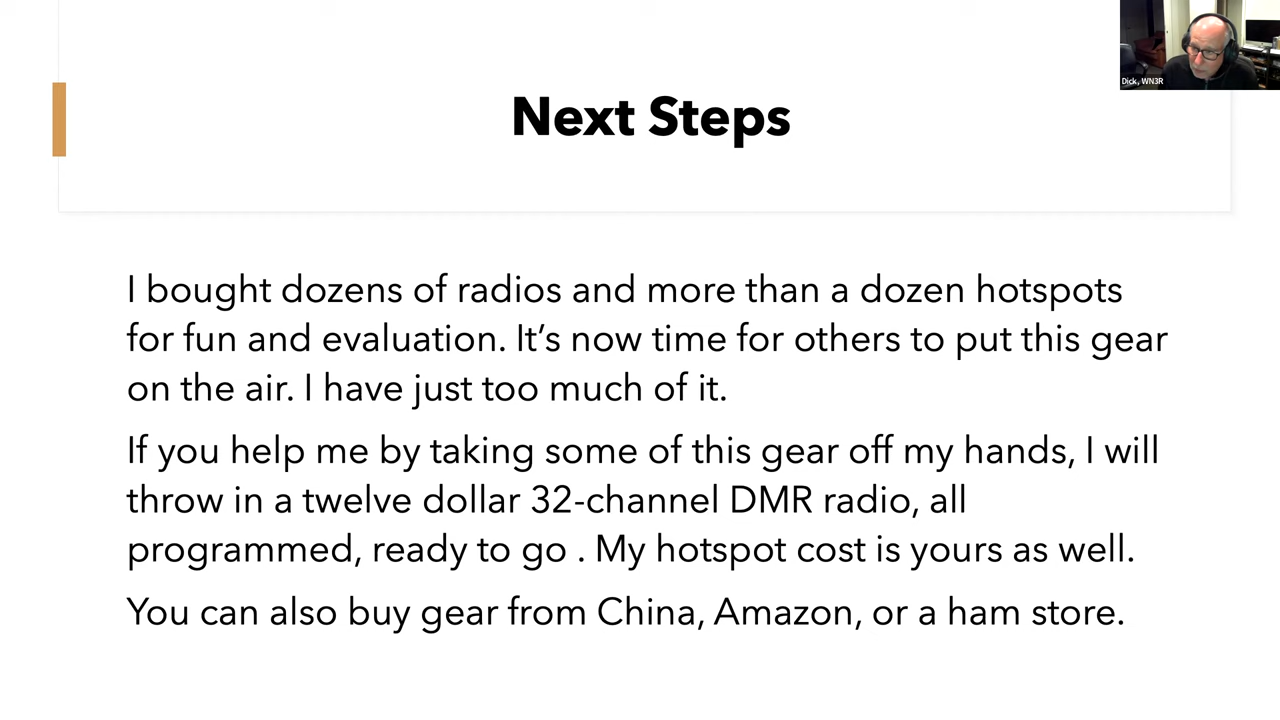 Dick, WN3R
Next Steps
I bought dozens of radios and more than a dozen hotspots
for fun and evaluation. It’s now time for others to put this gear
on the air. I have just too much of it.
If you help me by taking some of this gear off my hands, I will
throw in a twelve dollar 32-channel DMR radio, all
programmed, ready to go . My hotspot cost is yours as well.
You can also buy gear from China, Amazon, or a ham store.